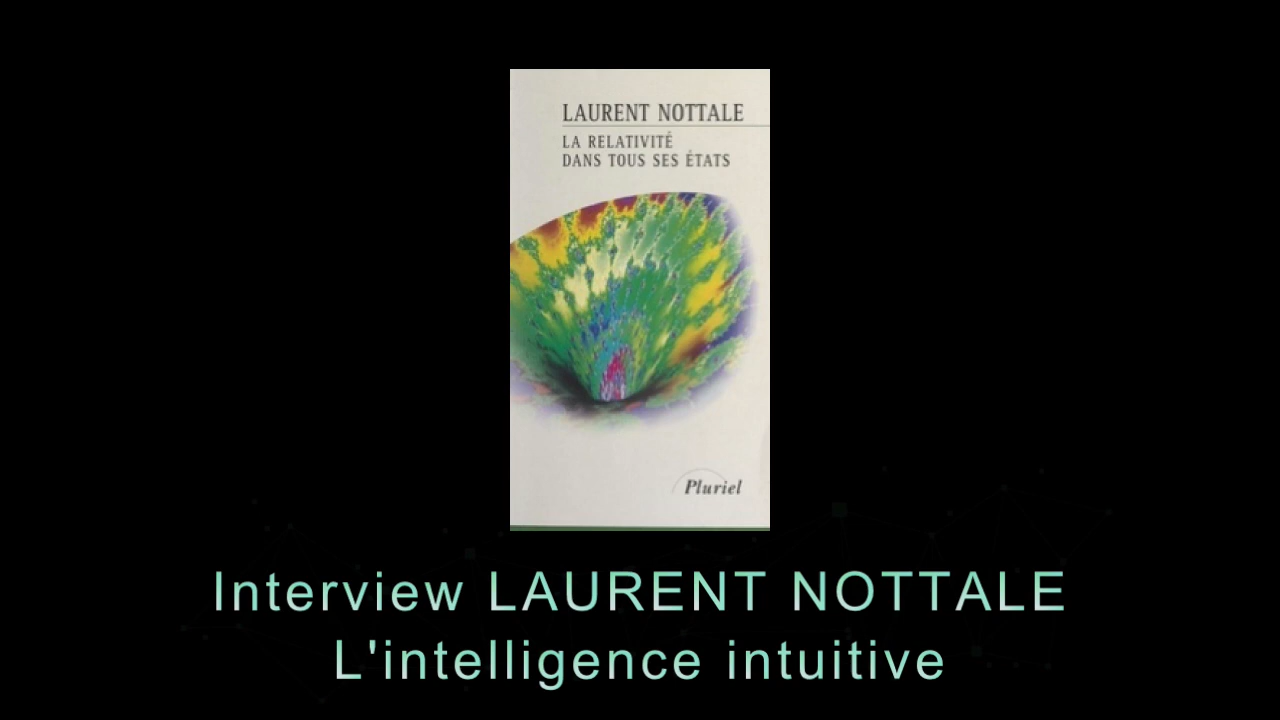 LAURENT NOTTALE
LA RELATIVITÉ
DANS TOUS SES ÉTATS
Pluriel
Interview LAURENT NOTTALE
L'intelligence intuitive